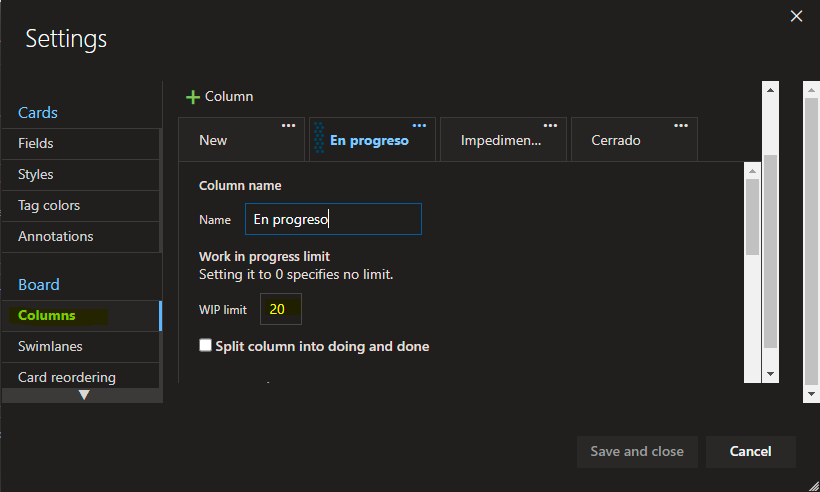 Settings
Cards
Fields
Styles
Tag colors
Annotations
Board
Columns
Swimlanes
Card reordering
Column
New
En progreso
Impedimen...
Cerrado
Column name
Name
En progreso
Work in progress limit
Setting it to 0 specifies no limit.
WIP limit
20
Split column into doing and done
Save and close
Cancel